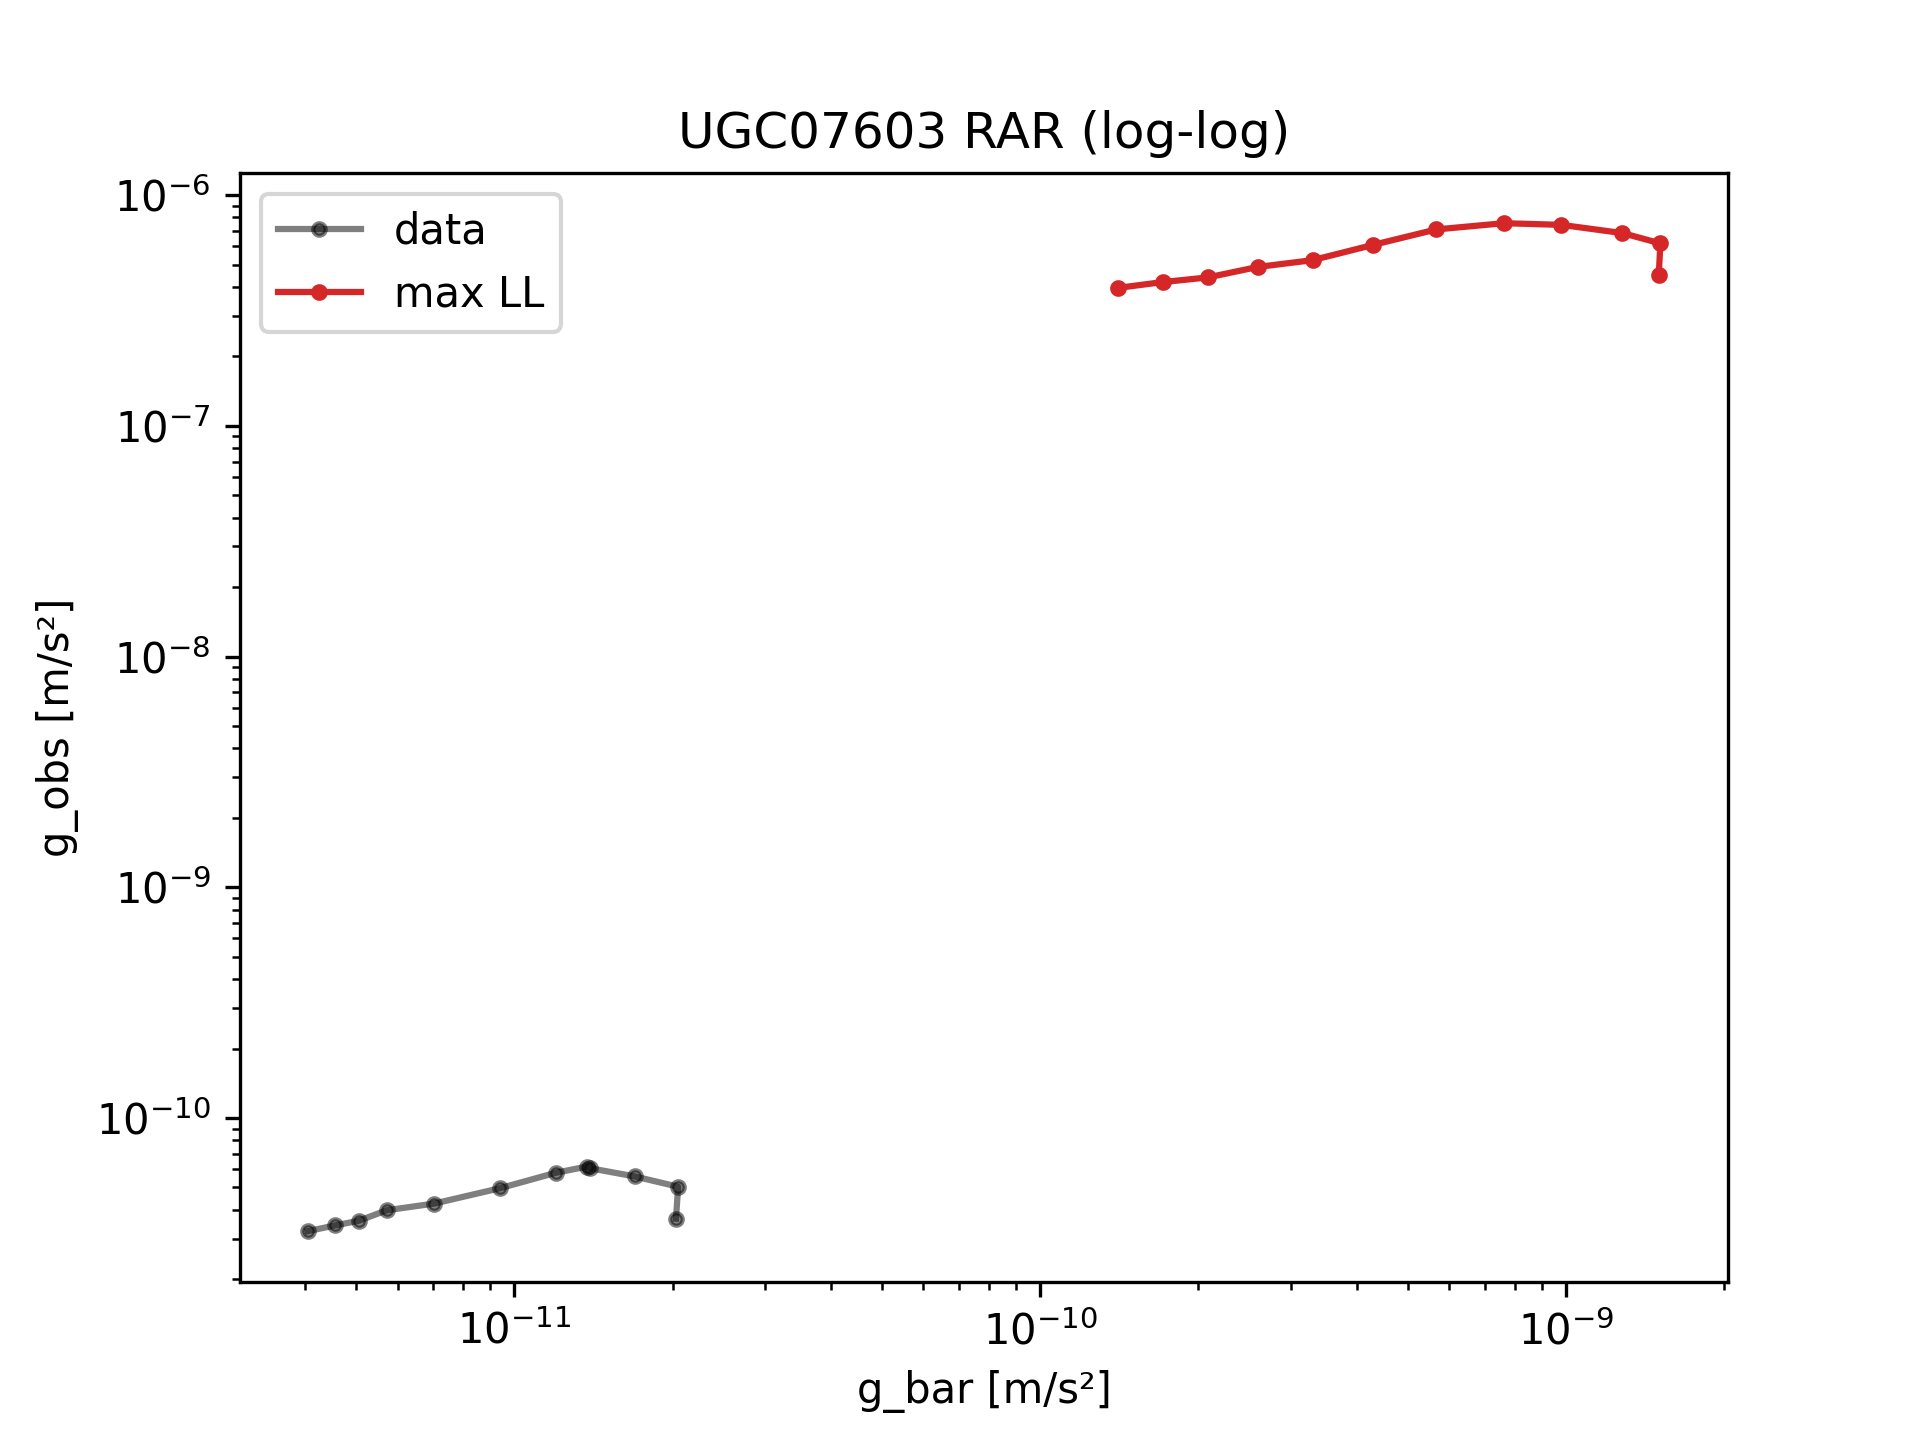 UGC07603 RAR (log-log)
data
max LL
10⁻⁶
10⁻⁷
10⁻⁸
10⁻⁹
10⁻¹⁰
g_obs [m/s²]
10⁻¹¹ 10⁻¹⁰ 10⁻⁹
g_bar [m/s²]